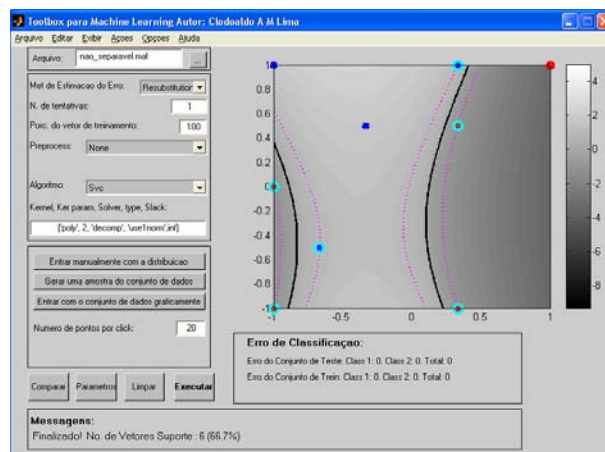 Toolbox para Machine Learning Autor: Clodoaldo A M Lima
Arquivo Editar Exibir Açoes Opçoes Ajuda
Arquivo: nao_separavel.mat ...
Met de Estimacao do Erro: Resubstitution
N. de tentativas: 1
Porc. do vetor de treinamento: 100
Preprocess: None
Algoritmo: Svc
Kernel, Ker param, Solver, type, Slack:
['poly', 2, 'decomp', 'use1norm',inf]
Entrar manualmente com a distribuicao
Gerar uma amostra do conjunto de dados
Entrar com o conjunto de dados graficamente
Numero de pontos por click: 20
Comparar Parametros Limpar Executar
1
0.8
0.6
0.4
0.2
0
-0.2
-0.4
-0.6
-0.8
-1
-1 -0.5 0 0.5 1
4
2
0
-2
-4
-6
-8
Erro de Classificaçao:
Erro do Conjunto de Teste: Class 1: 0. Class 2: 0. Total: 0
Erro do Conjunto de Trein: Class 1: 0. Class 2: 0. Total: 0
Messagens:
Finalizado! No. de Vetores Suporte : 6 (66.7%)